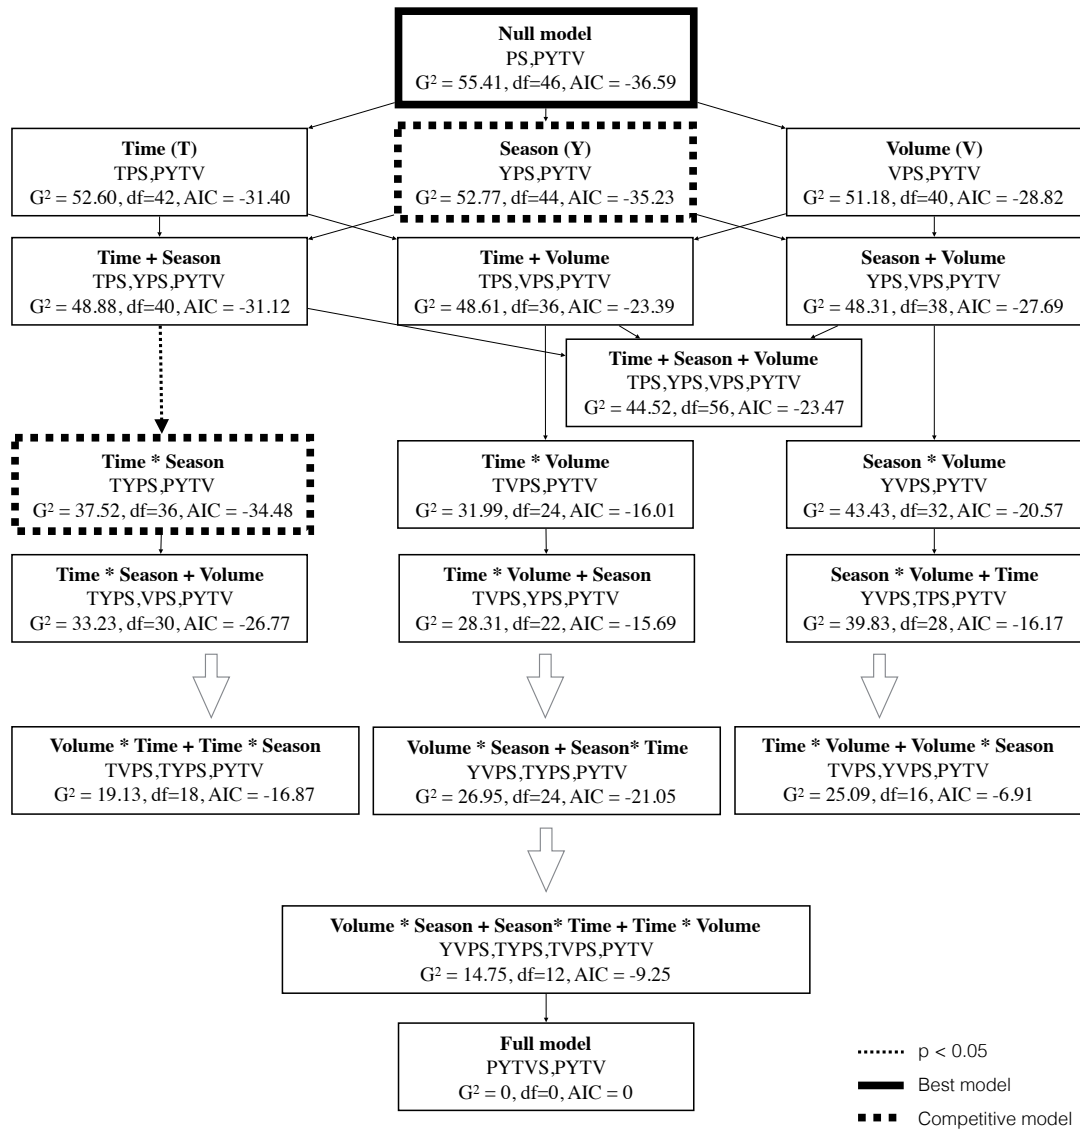 Null model
PS,PYTV
G² = 55.41, df=46, AIC = -36.59
Time (T)
TPS,PYTV
G² = 52.60, df=42, AIC = -31.40
Season (Y)
YPS,PYTV
G² = 52.77, df=44, AIC = -35.23
Volume (V)
VPS,PYTV
G² = 51.18, df=40, AIC = -28.82
Time + Season
TPS,YPS,PYTV
G² = 48.88, df=40, AIC = -31.12
Time + Volume
TPS,VPS,PYTV
G² = 48.61, df=36, AIC = -23.39
Season + Volume
YPS,VPS,PYTV
G² = 48.31, df=38, AIC = -27.69
Time + Season + Volume
TPS,YPS,VPS,PYTV
G² = 44.52, df=56, AIC = -23.47
Time * Season
TYPS,PYTV
G² = 37.52, df=36, AIC = -34.48
Time * Volume
TVPS,PYTV
G² = 31.99, df=24, AIC = -16.01
Season * Volume
YVPS,PYTV
G² = 43.43, df=32, AIC = -20.57
Time * Season + Volume
TYPS,VPS,PYTV
G² = 33.23, df=30, AIC = -26.77
Time * Volume + Season
TVPS,YPS,PYTV
G² = 28.31, df=22, AIC = -15.69
Season * Volume + Time
YVPS,TPS,PYTV
G² = 39.83, df=28, AIC = -16.17
Volume * Time + Time * Season
TVPS,TYPS,PYTV
G² = 19.13, df=18, AIC = -16.87
Volume * Season + Season* Time
YVPS,TYPS,PYTV
G² = 26.95, df=24, AIC = -21.05
Time * Volume + Volume * Season
TVPS,YVPS,PYTV
G² = 25.09, df=16, AIC = -6.91
Volume * Season + Season* Time + Time * Volume
YVPS,TYPS,TVPS,PYTV
G² = 14.75, df=12, AIC = -9.25
Full model
PYTVS,PYTV
G² = 0, df=0, AIC = 0
p < 0.05
Best model
Competitive model